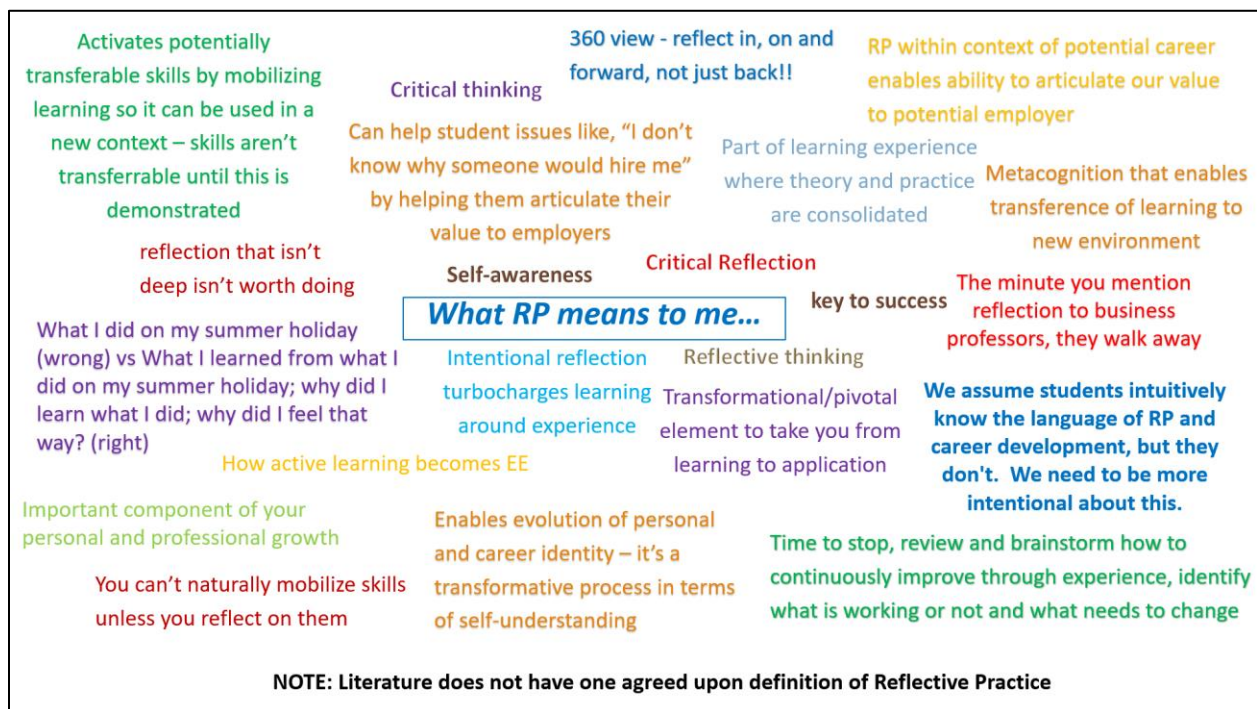 Activates potentially
transferable skills by mobilizing
learning so it can be used in a
new context – skills aren't
transferrable until this is
demonstrated
Critical thinking
360 view - reflect in, on and
forward, not just back!!
RP within context of potential career
enables ability to articulate our value
to potential employer
Can help student issues like, "I don't
know why someone would hire me"
by helping them articulate their
value to employers
Part of learning experience
where theory and practice
are consolidated
Metacognition that enables
transference of learning to
new environment
reflection that isn't
deep isn't worth doing
Self-awareness
Critical Reflection
What RP means to me…
key to success
The minute you mention
reflection to business
professors, they walk away
What I did on my summer holiday
(wrong) vs What I learned from what I
did on my summer holiday; why did I
learn what I did; why did I feel that
way? (right)
Intentional reflection
turbocharges learning
around experience
Reflective thinking
Transformational/pivotal
element to take you from
learning to application
We assume students intuitively
know the language of RP and
career development, but they
don't.  We need to be more
intentional about this.
How active learning becomes EE
Important component of your
personal and professional growth
You can't naturally mobilize skills
unless you reflect on them
Enables evolution of personal
and career identity – it's a
transformative process in terms
of self-understanding
Time to stop, review and brainstorm how to
continuously improve through experience, identify
what is working or not and what needs to change
NOTE: Literature does not have one agreed upon definition of Reflective Practice